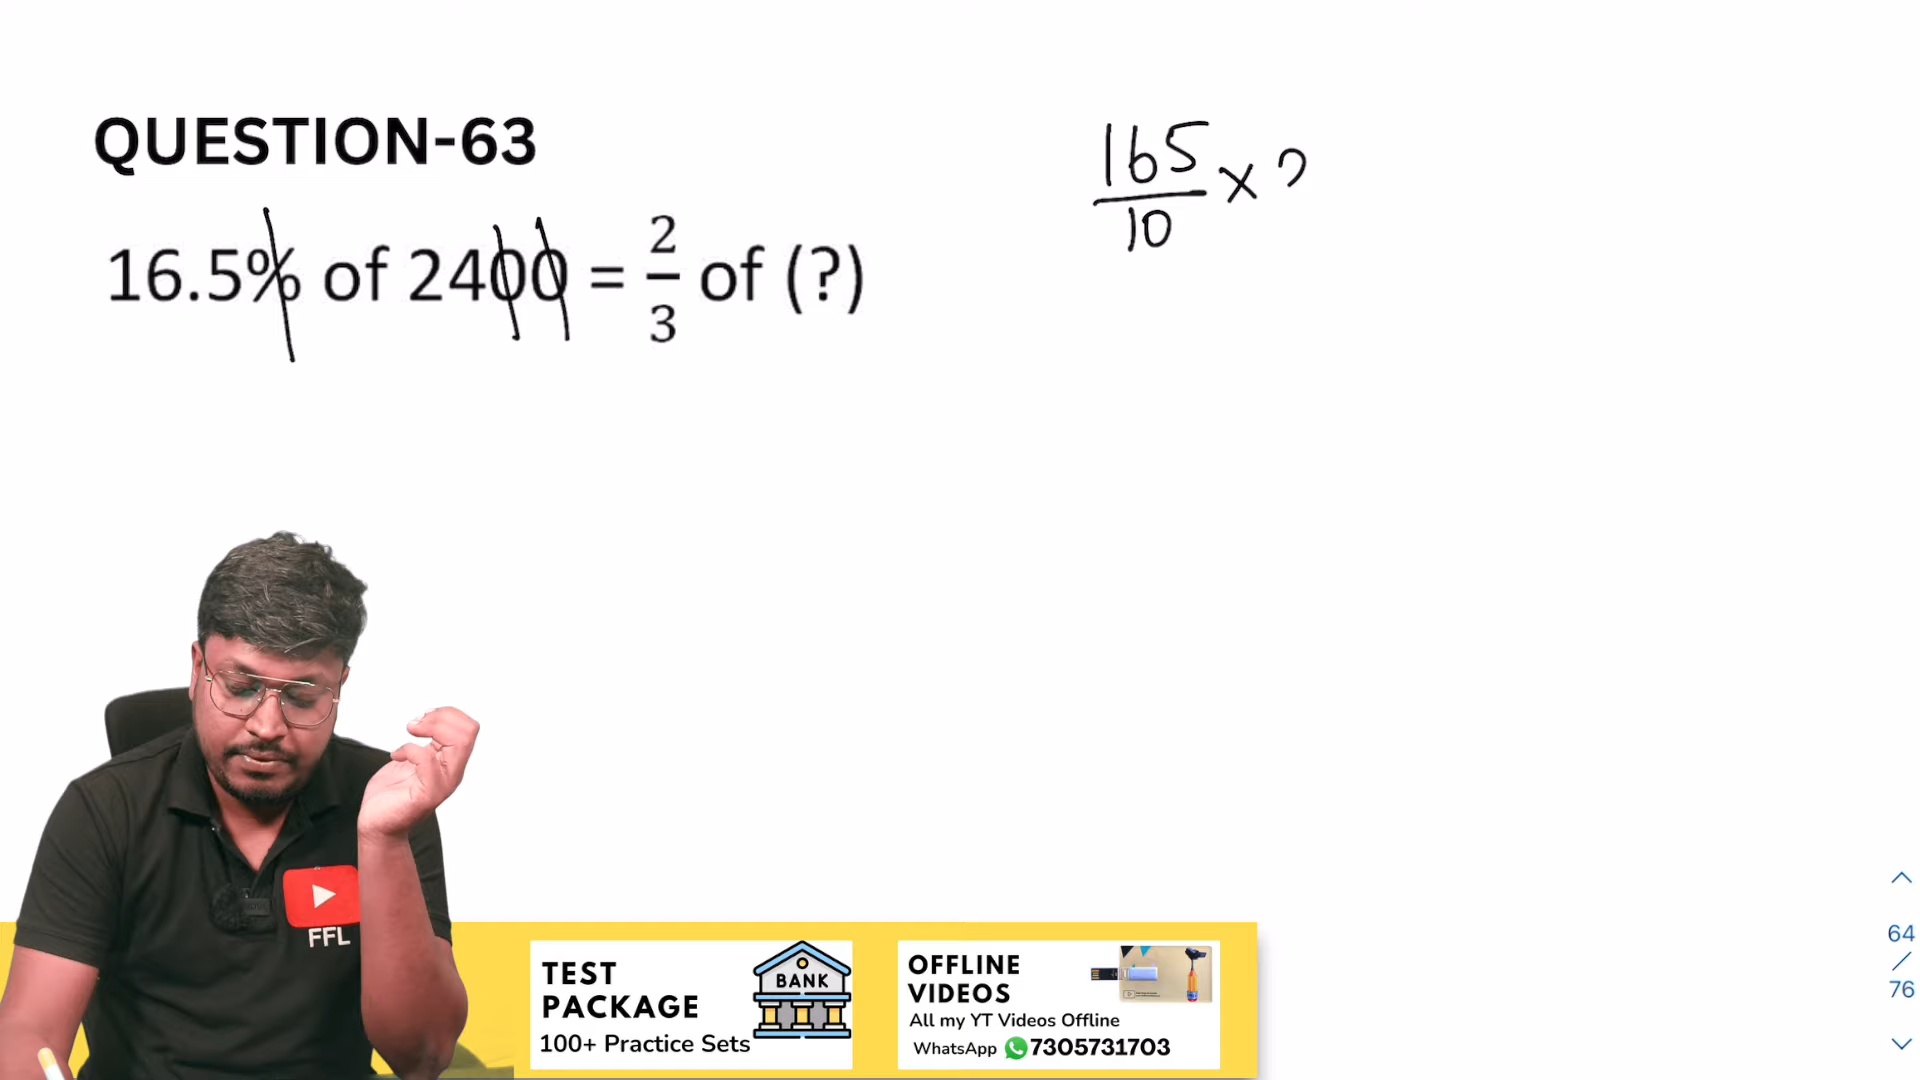 QUESTION-63
16.5% of 2400 = 2/3 of (?)
165/10 × 2
FFL
TEST
PACKAGE
100+ Practice Sets
BANK
OFFLINE
VIDEOS
All my YT Videos Offline
WhatsApp 7305731703
64
/
76